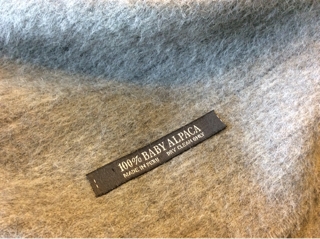 100% BABY ALPACA
MADE IN PERU DRY CLEAN ONLY